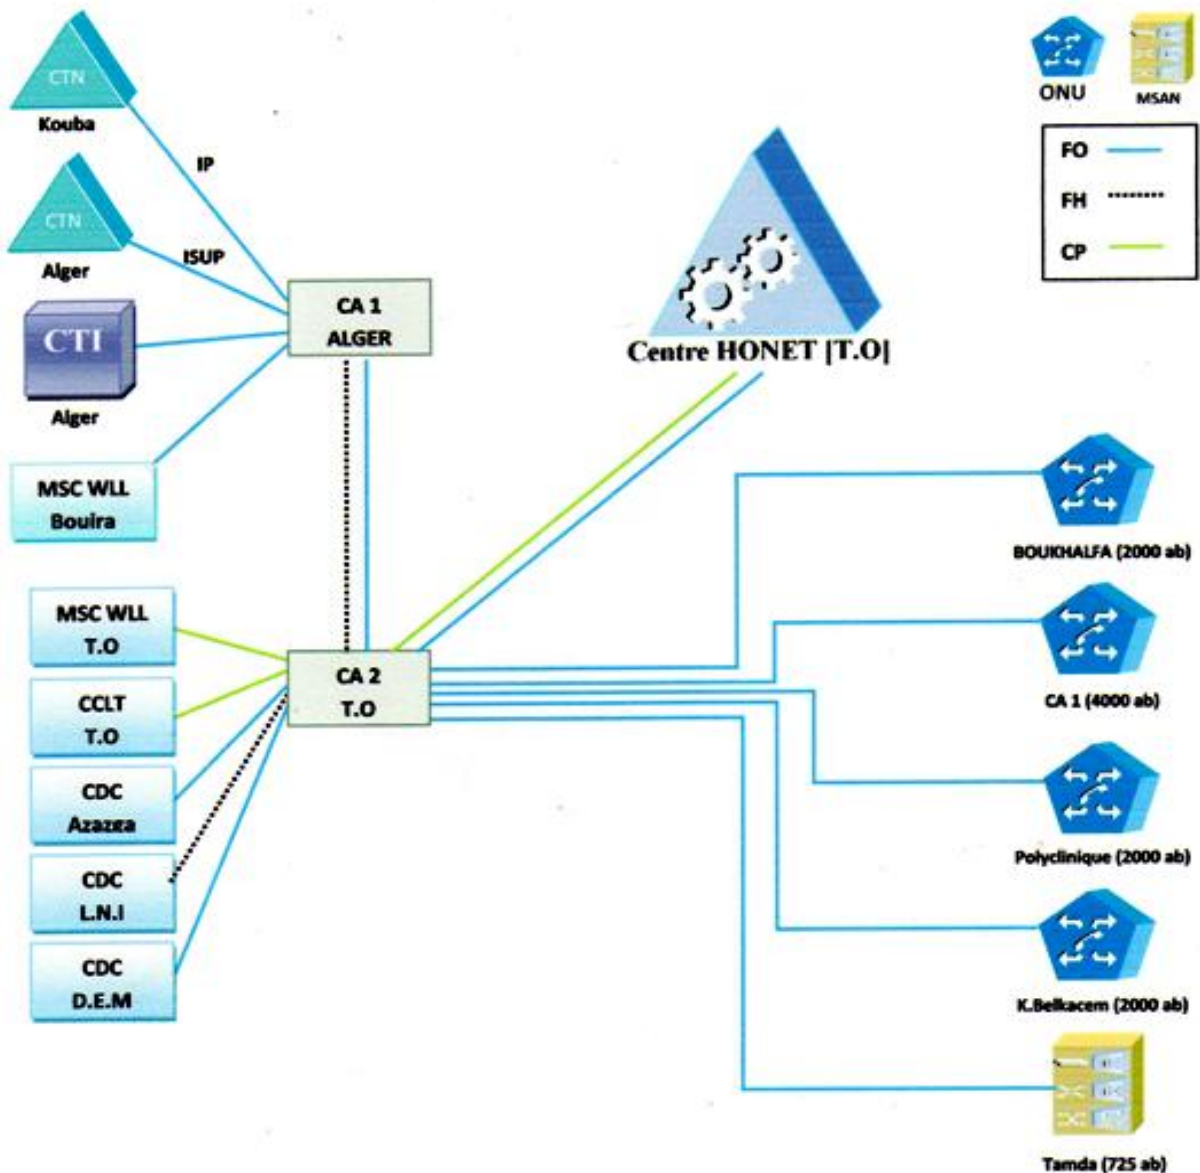 CTN
Kouba
IP
CTN
Alger
ISUP
CTI
Alger
MSC WLL
Bouira
CA 1
ALGER
Centre HONET [T.O]
ONU
MSAN
FO
FH
CP
MSC WLL
T.O
CCLT
T.O
CDC
Azazga
CDC
L.N.I
CDC
D.E.M
CA 2
T.O
BOUKHALFA (2000 ab)
CA 1 (4000 ab)
Polyclinique (2000 ab)
K.Belkacem (2000 ab)
Tamda (725 ab)